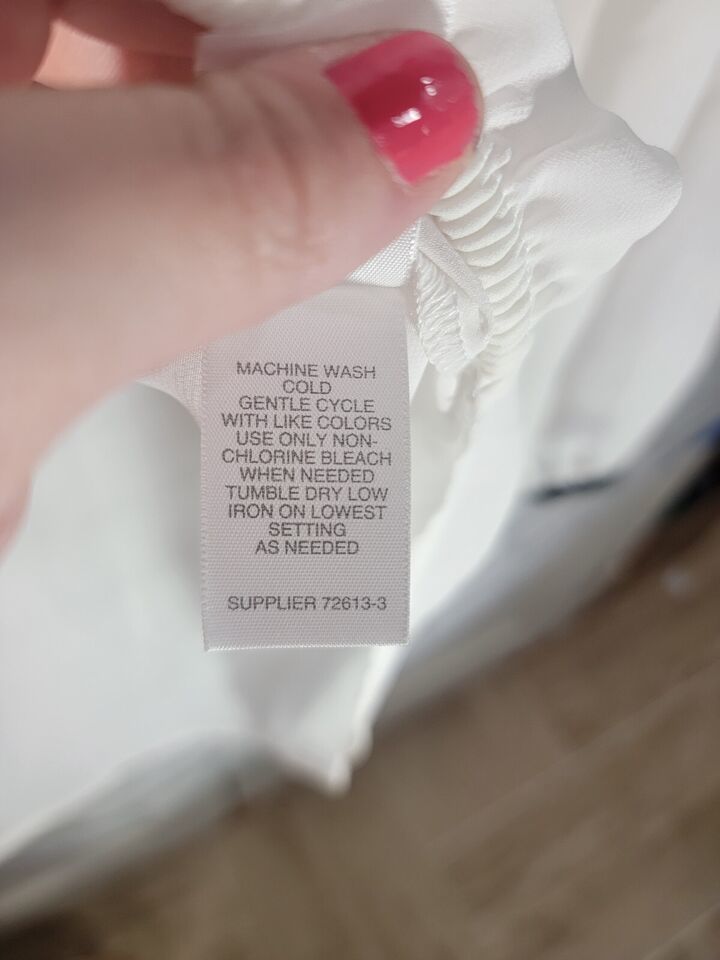 MACHINE WASH
COLD
GENTLE CYCLE
WITH LIKE COLORS
USE ONLY NON-
CHLORINE BLEACH
WHEN NEEDED
TUMBLE DRY LOW
IRON ON LOWEST
SETTING
AS NEEDED
SUPPLIER 72613-3